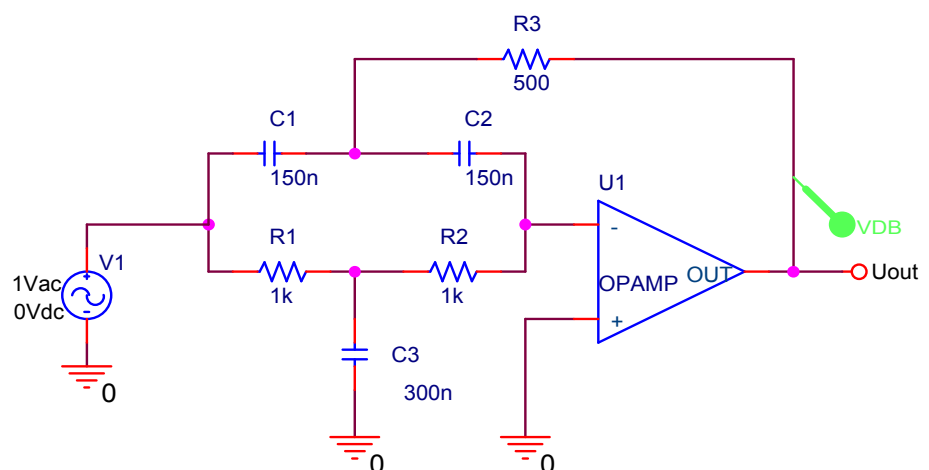 R3
500
C1
C2
150n
150n
U1
VDB
R1
R2
V1
-
OPAMP
OUT
Uout
1Vac
0Vdc
+
-
1k
1k
+
C3
300n
0
0
0